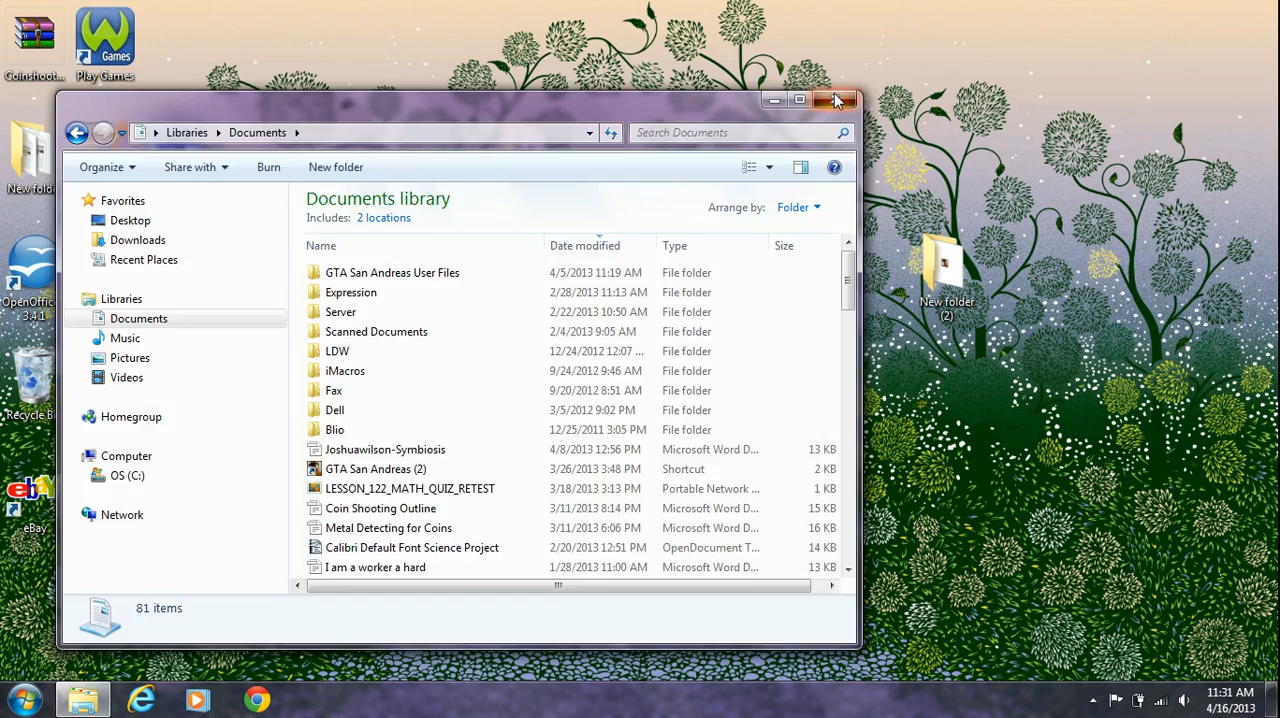 Coinshoot...
Games
Play Games
New fold
OpenOffic
3.4.1
Recycle Bi
eb
eBay
New folder
(2)
Libraries
Documents
Search Documents
Organize
Share with
Burn
New folder
Favorites
Desktop
Downloads
Recent Places
Libraries
Documents
Music
Pictures
Videos
Homegroup
Computer
OS (C:)
Network
Documents library
Includes: 2 locations
Arrange by: Folder
Name Date modified Type Size
GTA San Andreas User Files 4/5/2013 11:19 AM File folder
Expression 2/28/2013 11:13 AM File folder
Server 2/22/2013 10:50 AM File folder
Scanned Documents 2/4/2013 9:05 AM File folder
LDW 12/24/2012 12:07 ... File folder
iMacros 9/24/2012 9:46 AM File folder
Fax 9/20/2012 8:51 AM File folder
Dell 3/5/2012 9:02 PM File folder
Blio 12/25/2011 3:05 PM File folder
Joshuawilson-Symbiosis 4/8/2013 12:56 PM Microsoft Word D... 13 KB
GTA San Andreas (2) 3/26/2013 3:48 PM Shortcut 2 KB
LESSON_122_MATH_QUIZ_RETEST 3/18/2013 3:13 PM Portable Network ... 1 KB
Coin Shooting Outline 3/11/2013 8:14 PM Microsoft Word D... 15 KB
Metal Detecting for Coins 3/11/2013 6:06 PM Microsoft Word D... 16 KB
Calibri Default Font Science Project 2/20/2013 12:51 PM OpenDocument T... 14 KB
I am a worker a hard 1/28/2013 11:00 AM Microsoft Word D... 13 KB
81 items
11:31 AM
4/16/2013